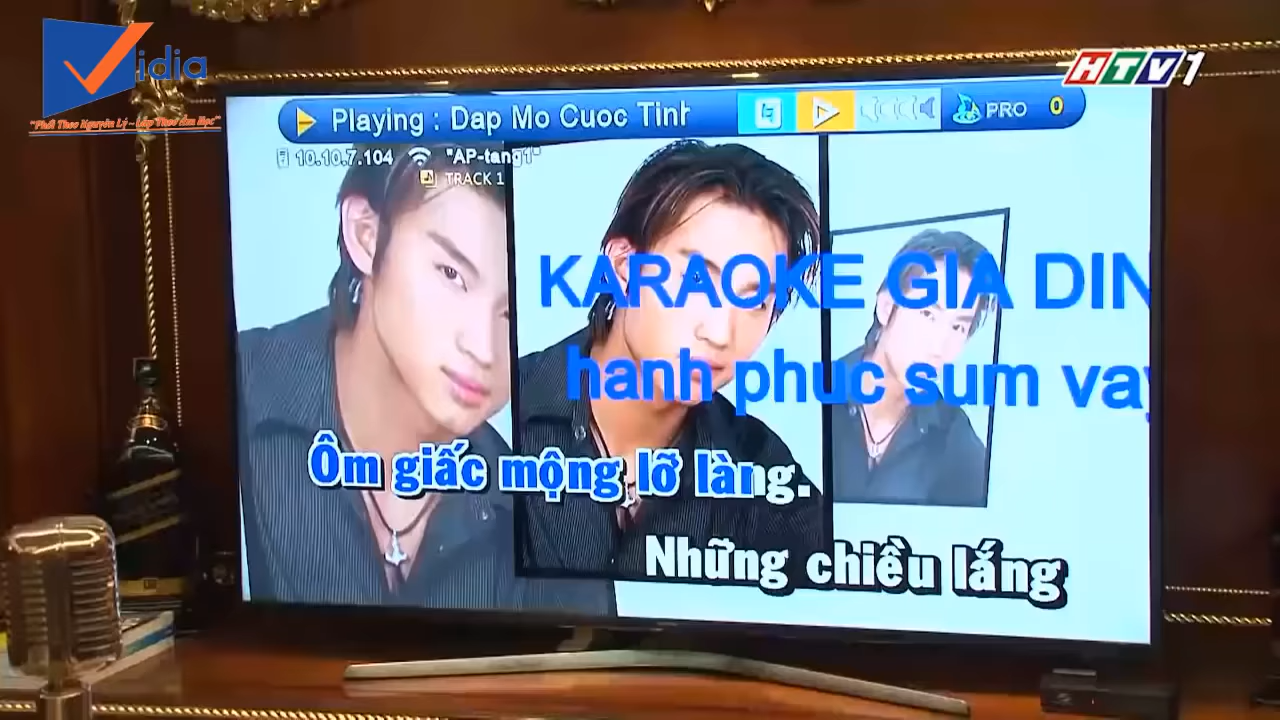 Vidia
"Phối Theo Nguyên Lý - Lắp Theo Âm Học"
HTV1
Playing : Dap Mo Cuoc Tinh
PRO 0
10.10.7.104 "AP-tang1"
TRACK 1
KARAOKE GIA DIN
hanh phuc sum vay
Ôm giấc mộng lỡ làng.
Những chiều lắng